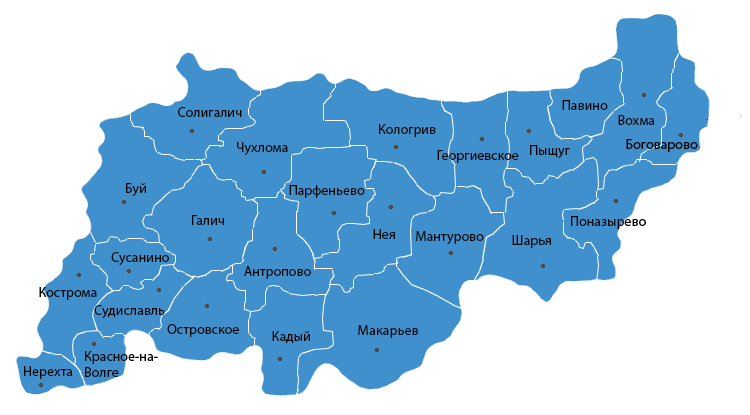 Солигалич
Чухлома
Кологрив
Георгиевское
Пыщуг
Павино
Вохма
Боговарово
Буй
Галич
Парфеньево
Нея
Мантурово
Шарья
Поназырево
Сусанино
Кострома
Судиславль
Антропово
Островское
Кадый
Макарьев
Красное-на-
Волге
Нерехта